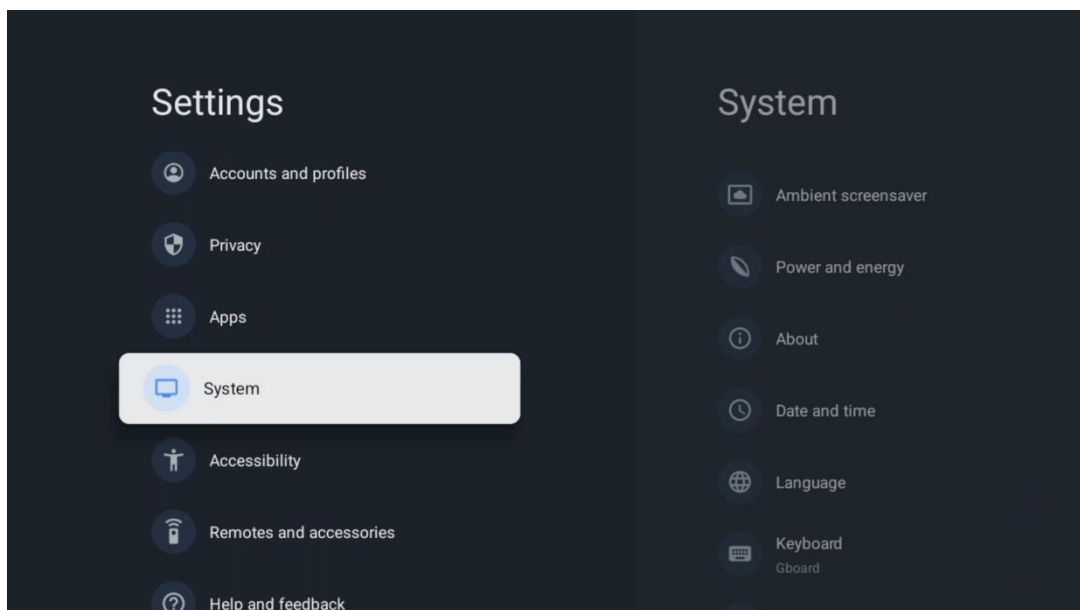 Settings
Accounts and profiles
Privacy
Apps
System
Accessibility
Remotes and accessories
Help and feedback
System
Ambient screensaver
Power and energy
About
Date and time
Language
Keyboard
Gboard